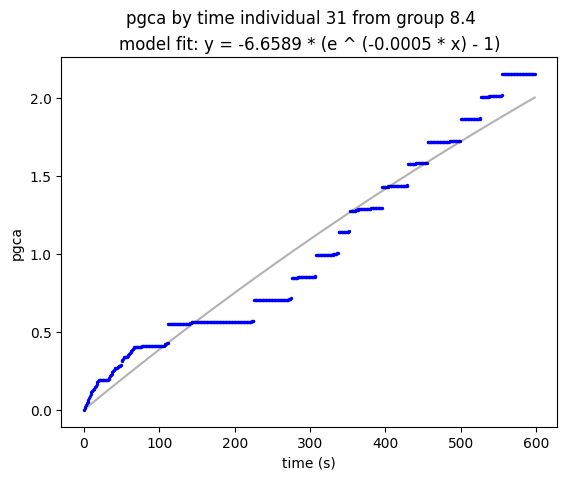 pgca by time individual 31 from group 8.4
model fit: y = -6.6589 * (e ^ (-0.0005 * x) - 1)
2.0
1.5
1.0
0.5
0.0
pgca
0 100 200 300 400 500 600
time (s)